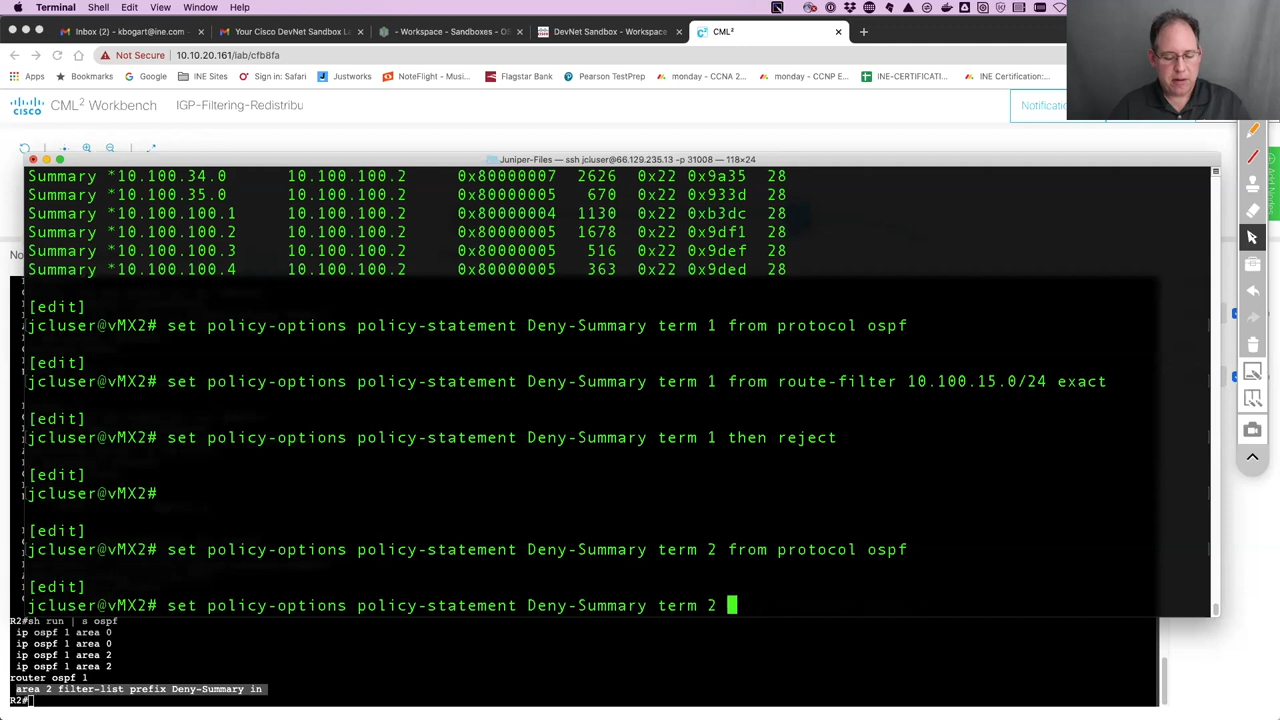 Terminal Shell Edit View Window Help
Inbox (2) - kbogart@ine.com -
Your Cisco DevNet Sandbox L
- Workspace - Sandboxes - O
DevNet Sandbox - Workspace
CML²
Not Secure 10.10.20.161/lab/cfb8fa
Apps Bookmarks Google INE Sites Sign in: Safari Justworks NoteFlight - Musi... Flagstar Bank Pearson TestPrep monday - CCNA 2... monday - CCNP E... INE-CERTIFICATI... INE Certification:...
CISCO CML² Workbench IGP-Filtering-Redistribu
Notification
Add Nodes
Juniper-Files — ssh jcluser@66.129.235.13 -p 31008 — 118×24
Summary *10.100.34.0 10.100.100.2 0x80000007 2626 0x22 0x9a35 28
Summary *10.100.35.0 10.100.100.2 0x80000007 670 0x22 0x933d 28
Summary *10.100.100.1 10.100.100.2 0x80000004 1130 0x22 0xb3dc 28
Summary *10.100.100.2 10.100.100.2 0x80000005 1678 0x22 0x9df1 28
Summary *10.100.100.3 10.100.100.2 0x80000005 516 0x22 0x9def 28
Summary *10.100.100.4 10.100.100.2 0x80000005 363 0x22 0x9ded 28
[edit]
jcluser@vMX2# set policy-options policy-statement Deny-Summary term 1 from protocol ospf
[edit]
jcluser@vMX2# set policy-options policy-statement Deny-Summary term 1 from route-filter 10.100.15.0/24 exact
[edit]
jcluser@vMX2# set policy-options policy-statement Deny-Summary term 1 then reject
[edit]
jcluser@vMX2#
[edit]
jcluser@vMX2# set policy-options policy-statement Deny-Summary term 2 from protocol ospf
[edit]
jcluser@vMX2# set policy-options policy-statement Deny-Summary term 2
R2#sh run | s ospf
ip ospf 1 area 0
ip ospf 1 area 0
ip ospf 1 area 2
ip ospf 1 area 2
router ospf 1
area 2 filter-list prefix Deny-Summary in
R2#